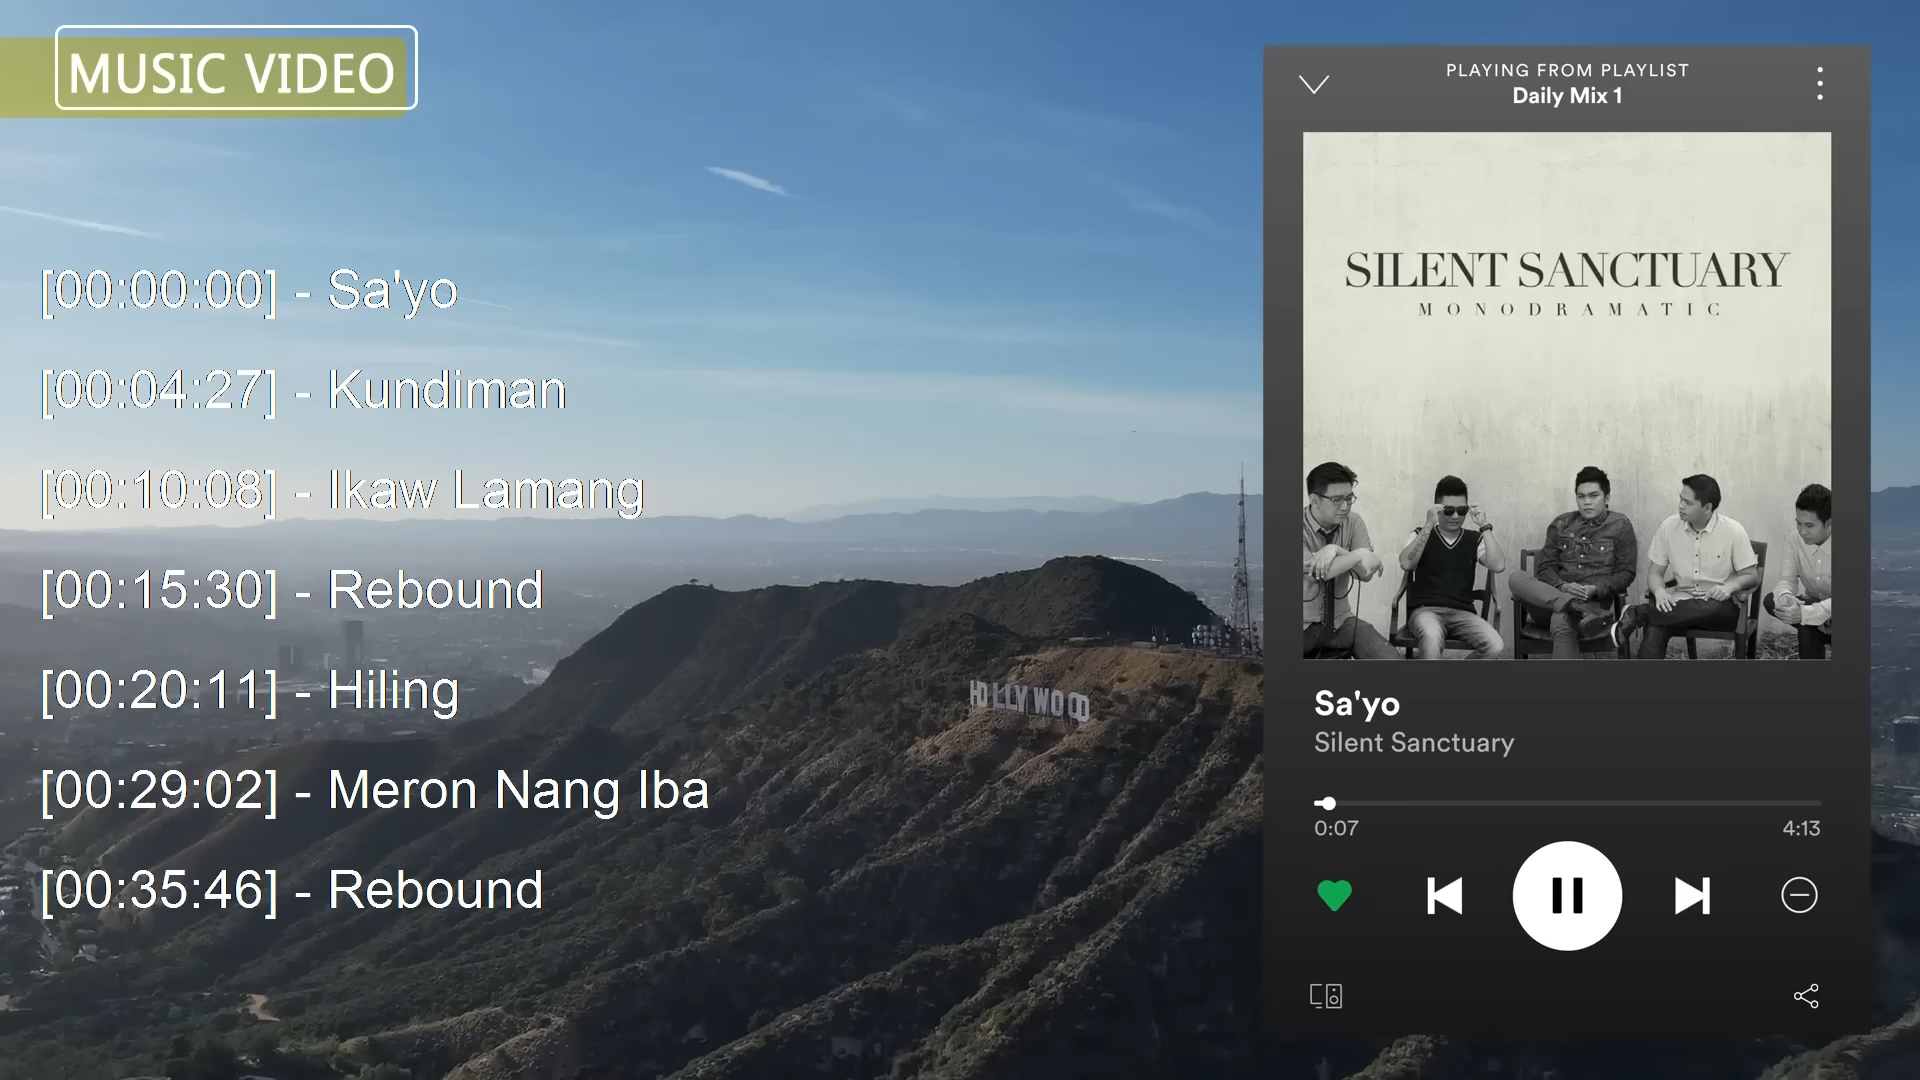 MUSIC VIDEO
[00:00:00] - Sa'yo
[00:04:27] - Kundiman
[00:10:08] - Ikaw Lamang
[00:15:30] - Rebound
[00:20:11] - Hiling
[00:29:02] - Meron Nang Iba
[00:35:46] - Rebound
HOLLYWOOD
PLAYING FROM PLAYLIST
Daily Mix 1
SILENT SANCTUARY
MONODRAMATIC
Sa'yo
Silent Sanctuary
0:07
4:13